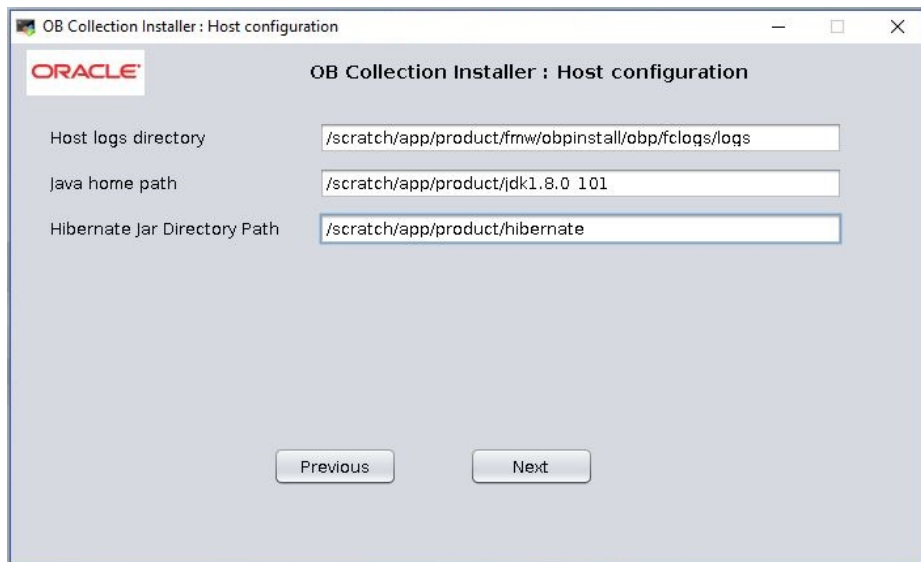 OB Collection Installer : Host configuration
ORACLE
OB Collection Installer : Host configuration
Host logs directory /scratch/app/product/fmw/obpinstall/obp/fclogs/logs
Java home path /scratch/app/product/jdk1.8.0_101
Hibernate Jar Directory Path /scratch/app/product/hibernate
Previous Next